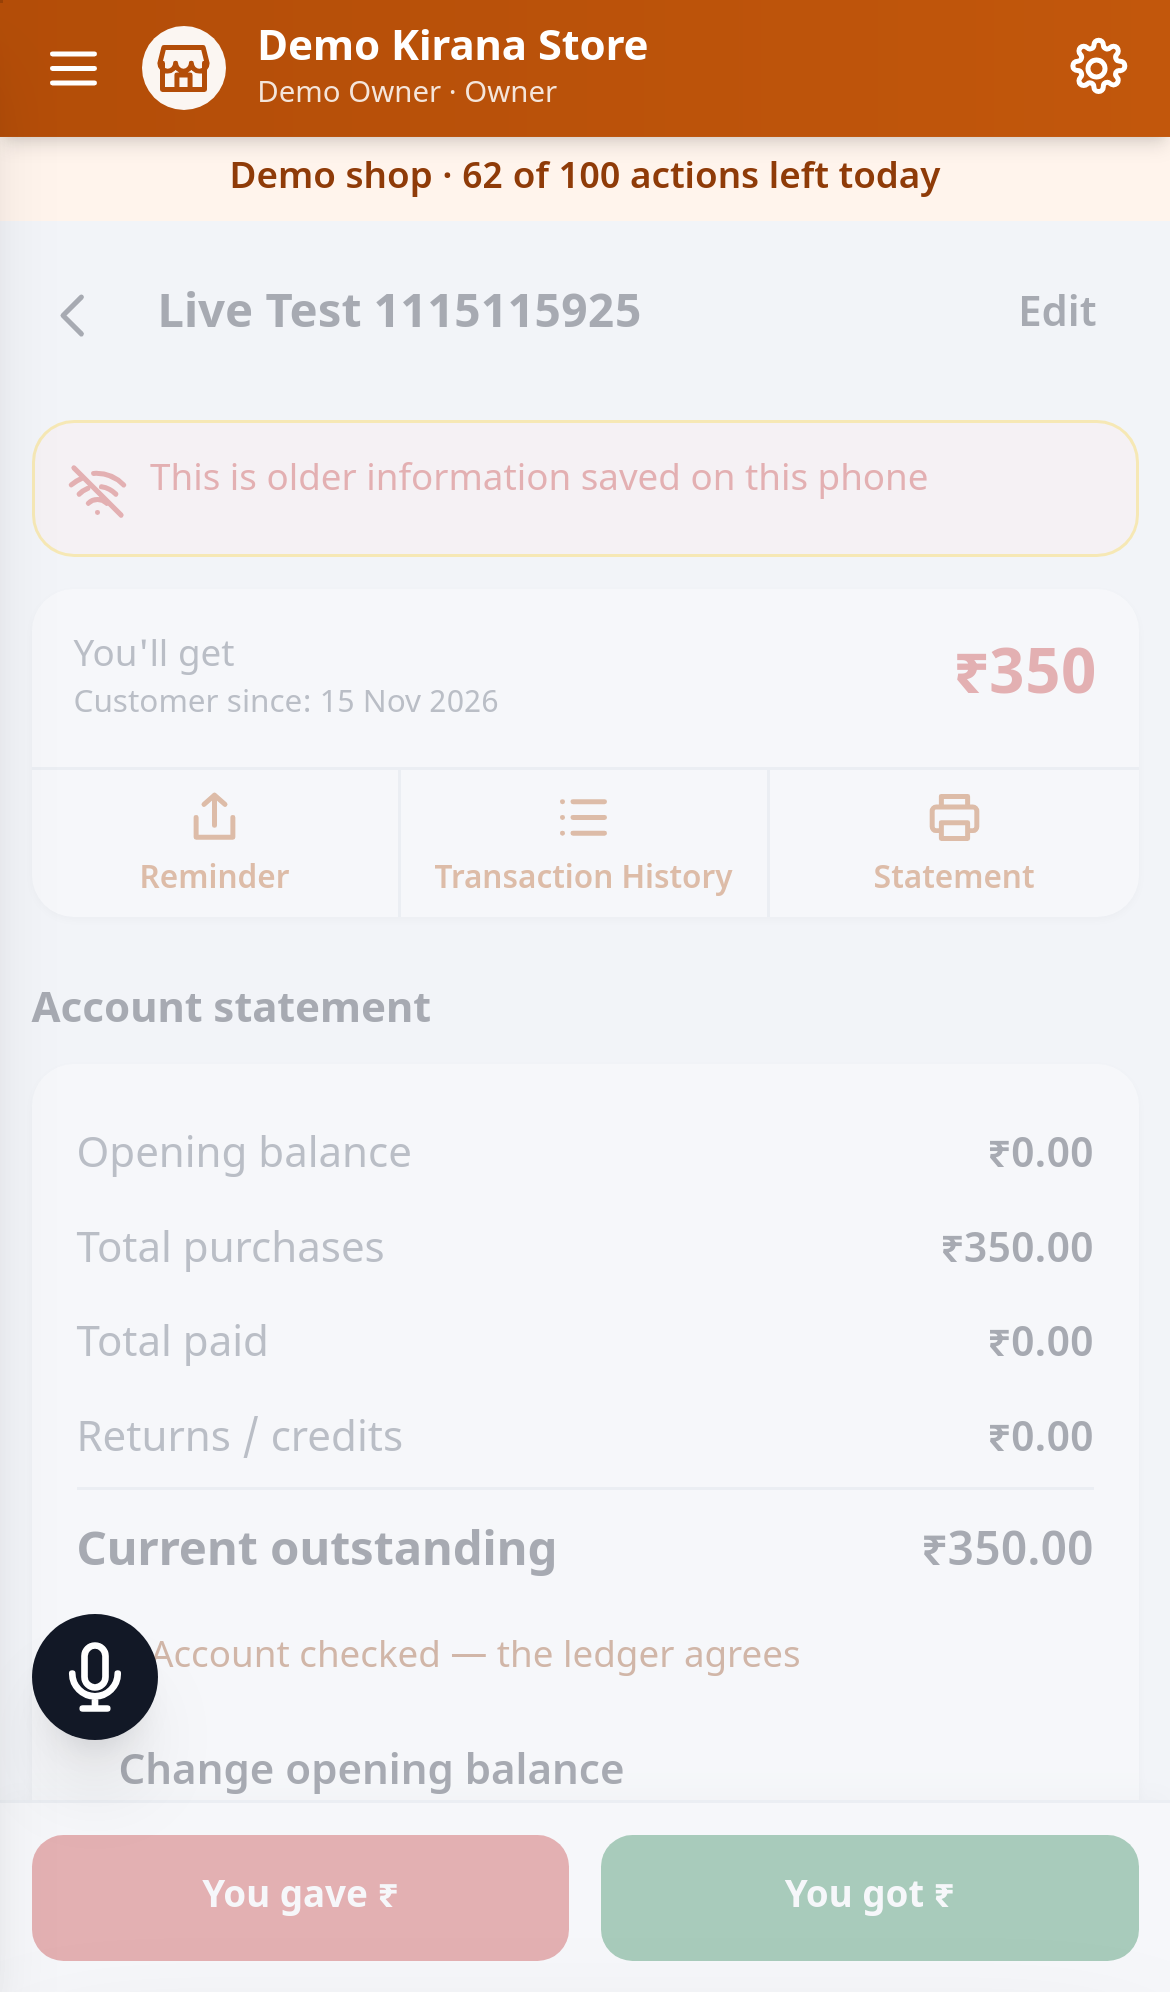 Demo Kirana Store
Demo Owner · Owner
Demo shop · 62 of 100 actions left today
Live Test 1115115925
Edit
This is older information saved on this phone
You'll get
₹350
Customer since: 15 Nov 2026
Reminder
Transaction History
Statement
Account statement
Opening balance ₹0.00
Total purchases ₹350.00
Total paid ₹0.00
Returns / credits ₹0.00
Current outstanding ₹350.00
Account checked — the ledger agrees
Change opening balance
You gave ₹
You got ₹